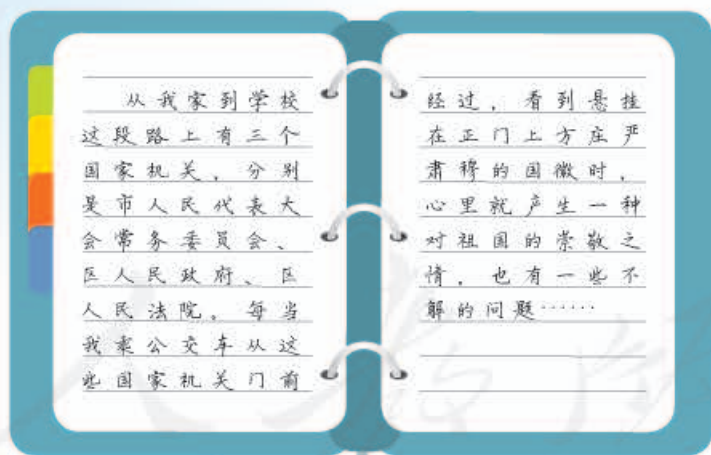 从我家到学校
这段路上有三个
国家机关，分别
是市人民代表大
会常务委员会、
区人民政府、区
人民法院。每当
我乘公交车从这
些国家机关门前
经过，看到悬挂
在正门上方庄严
肃穆的国徽时，
心里就产生一种
对祖国的崇敬之
情，也有一些不
解的问题……